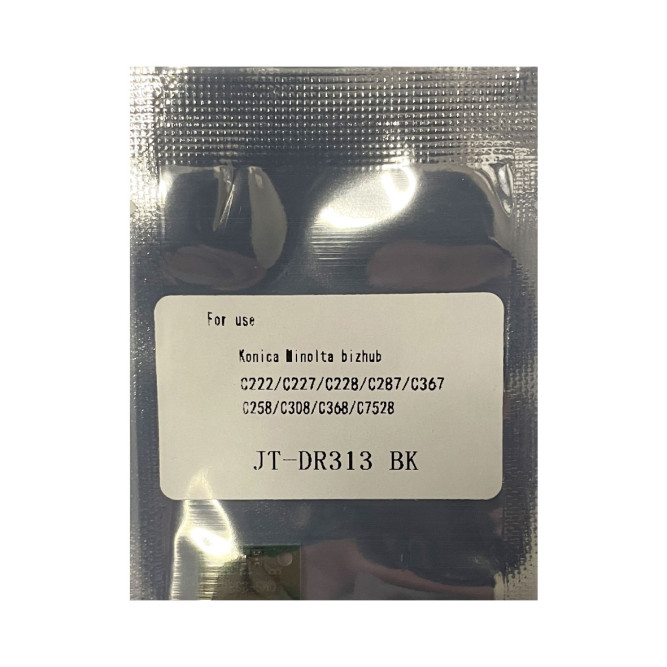 For use
Konica Minolta bizhub
C222/C227/C228/C287/C367
C258/C308/C368/C7528
JT-DR313 BK